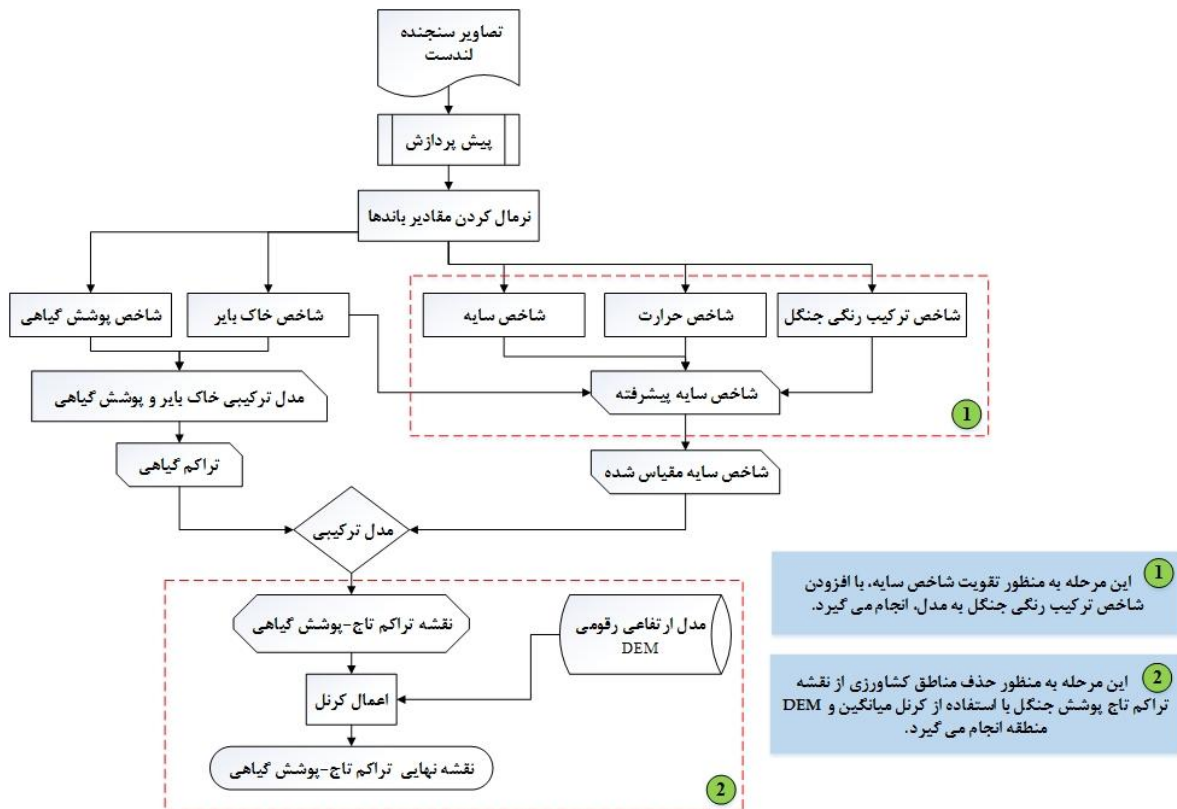 تصاویر سنجنده
لندست
پیش پردازش
نرمال کردن مقادیر باندها
شاخص ترکیب رنگی جنگل
شاخص حرارت
شاخص سایه
شاخص خاک بایر
شاخص پوشش گیاهی
شاخص سایه پیشرفته
مدل ترکیبی خاک بایر و پوشش گیاهی
1
شاخص سایه مقیاس شده
تراکم گیاهی
مدل ترکیبی
نقشه تراکم تاج-پوشش گیاهی
مدل ارتفاعی رقومی
DEM
اعمال کرنل
نقشه نهایی تراکم تاج-پوشش گیاهی
2
1
این مرحله به منظور تقویت شاخص سایه، با افزودن
شاخص ترکیب رنگی جنگل به مدل، انجام می گیرد.
2
این مرحله به منظور حذف مناطق کشاورزی از نقشه
تراکم تاج پوشش جنگل با استفاده از کرنل میانگین و DEM
منطقه انجام می گیرد.